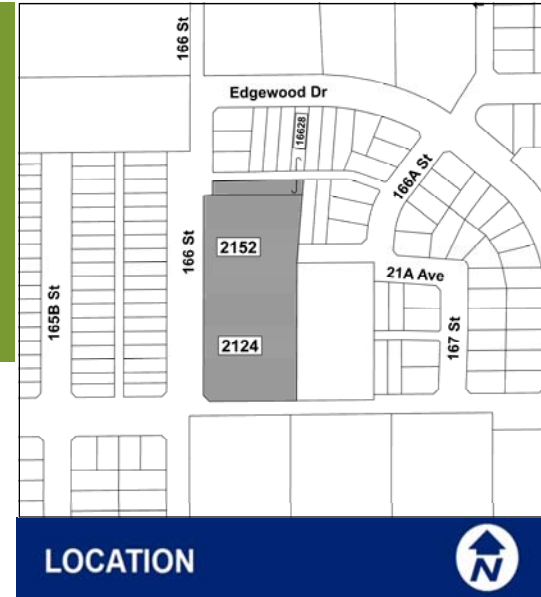 166 St
Edgewood Dr
16628
166A St
2152
166 St
21A Ave
165B St
2124
167 St
LOCATION
N